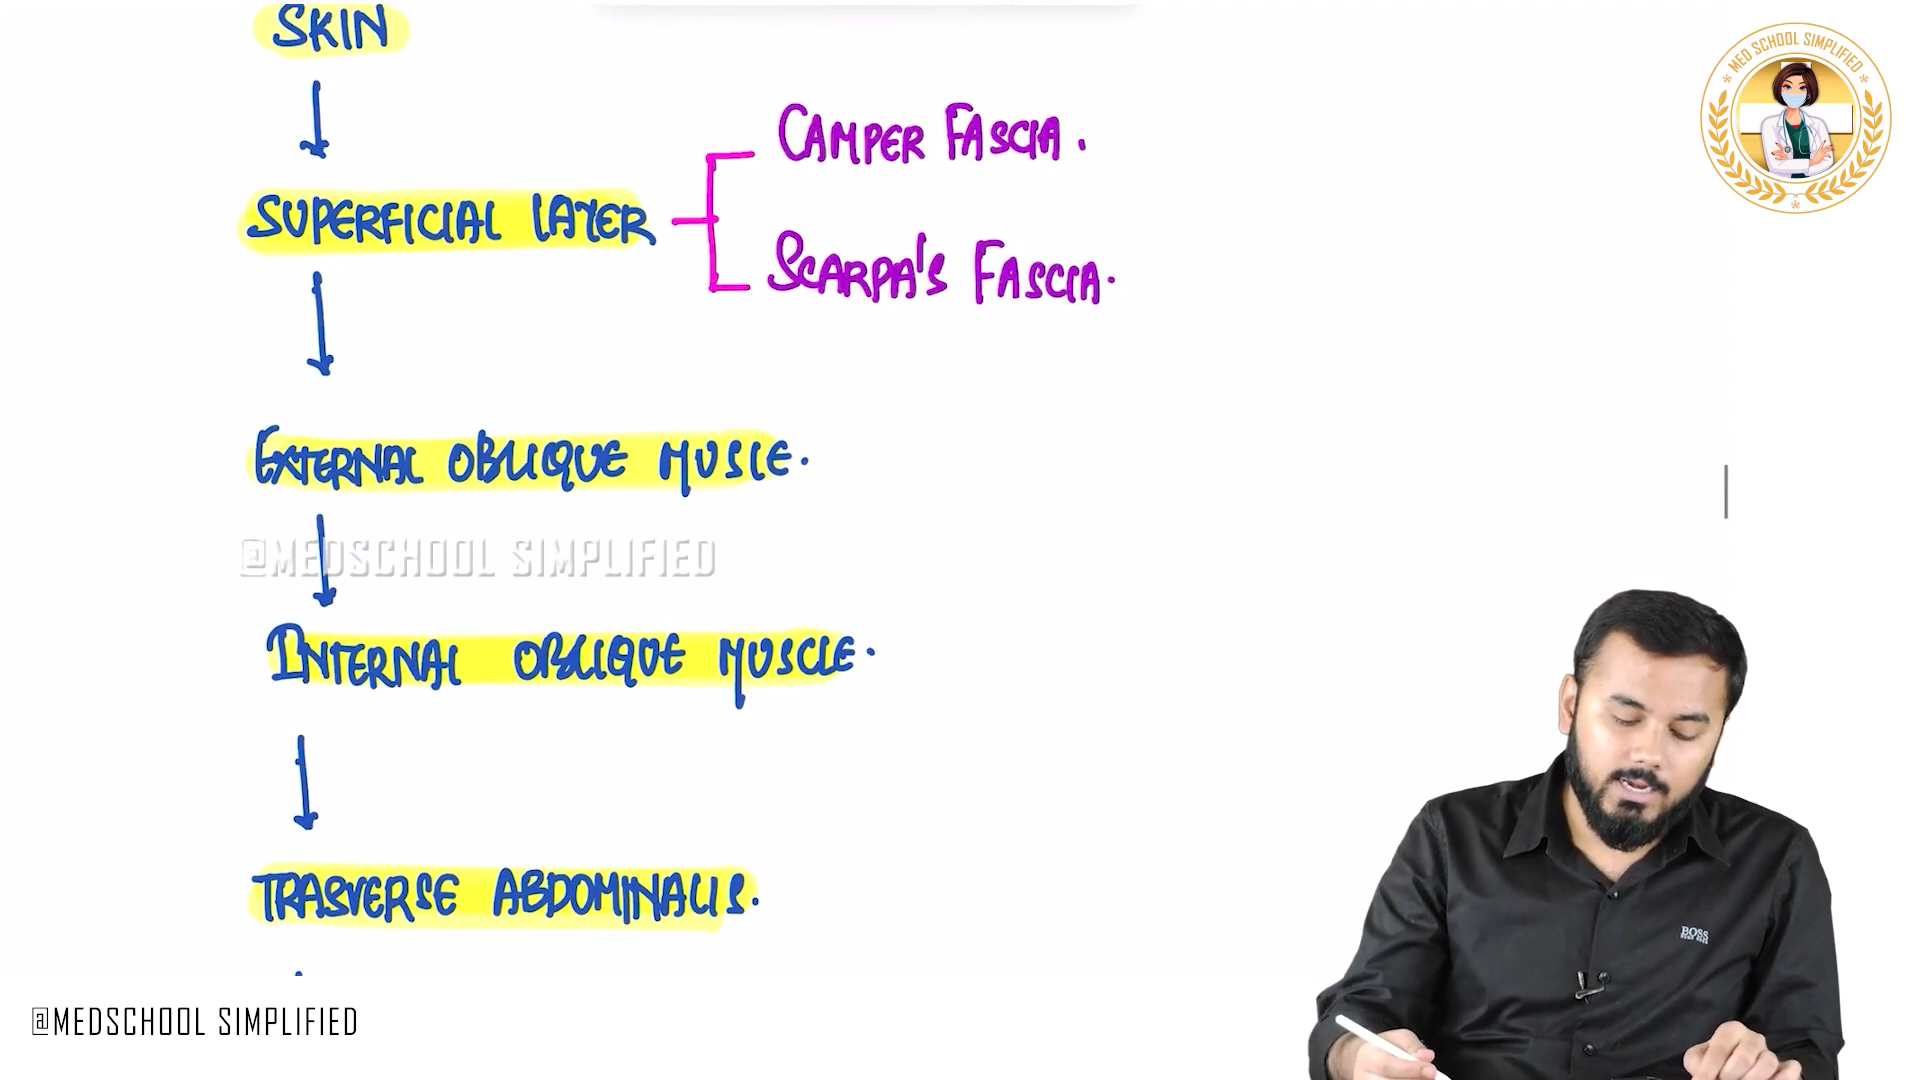 SKIN
MED SCHOOL SIMPLIFIED
CAMPER FASCIA.
SUPERFICIAL LAYER
SCARPA'S FASCIA.
EXTERNAL OBLIQUE MUSLE.
@MEDSCHOOL SIMPLIFIED
INTERNAL OBLIQUE MUSCLE.
TRASVERSE ABDOMINALIS.
BOSS
@MEDSCHOOL SIMPLIFIED